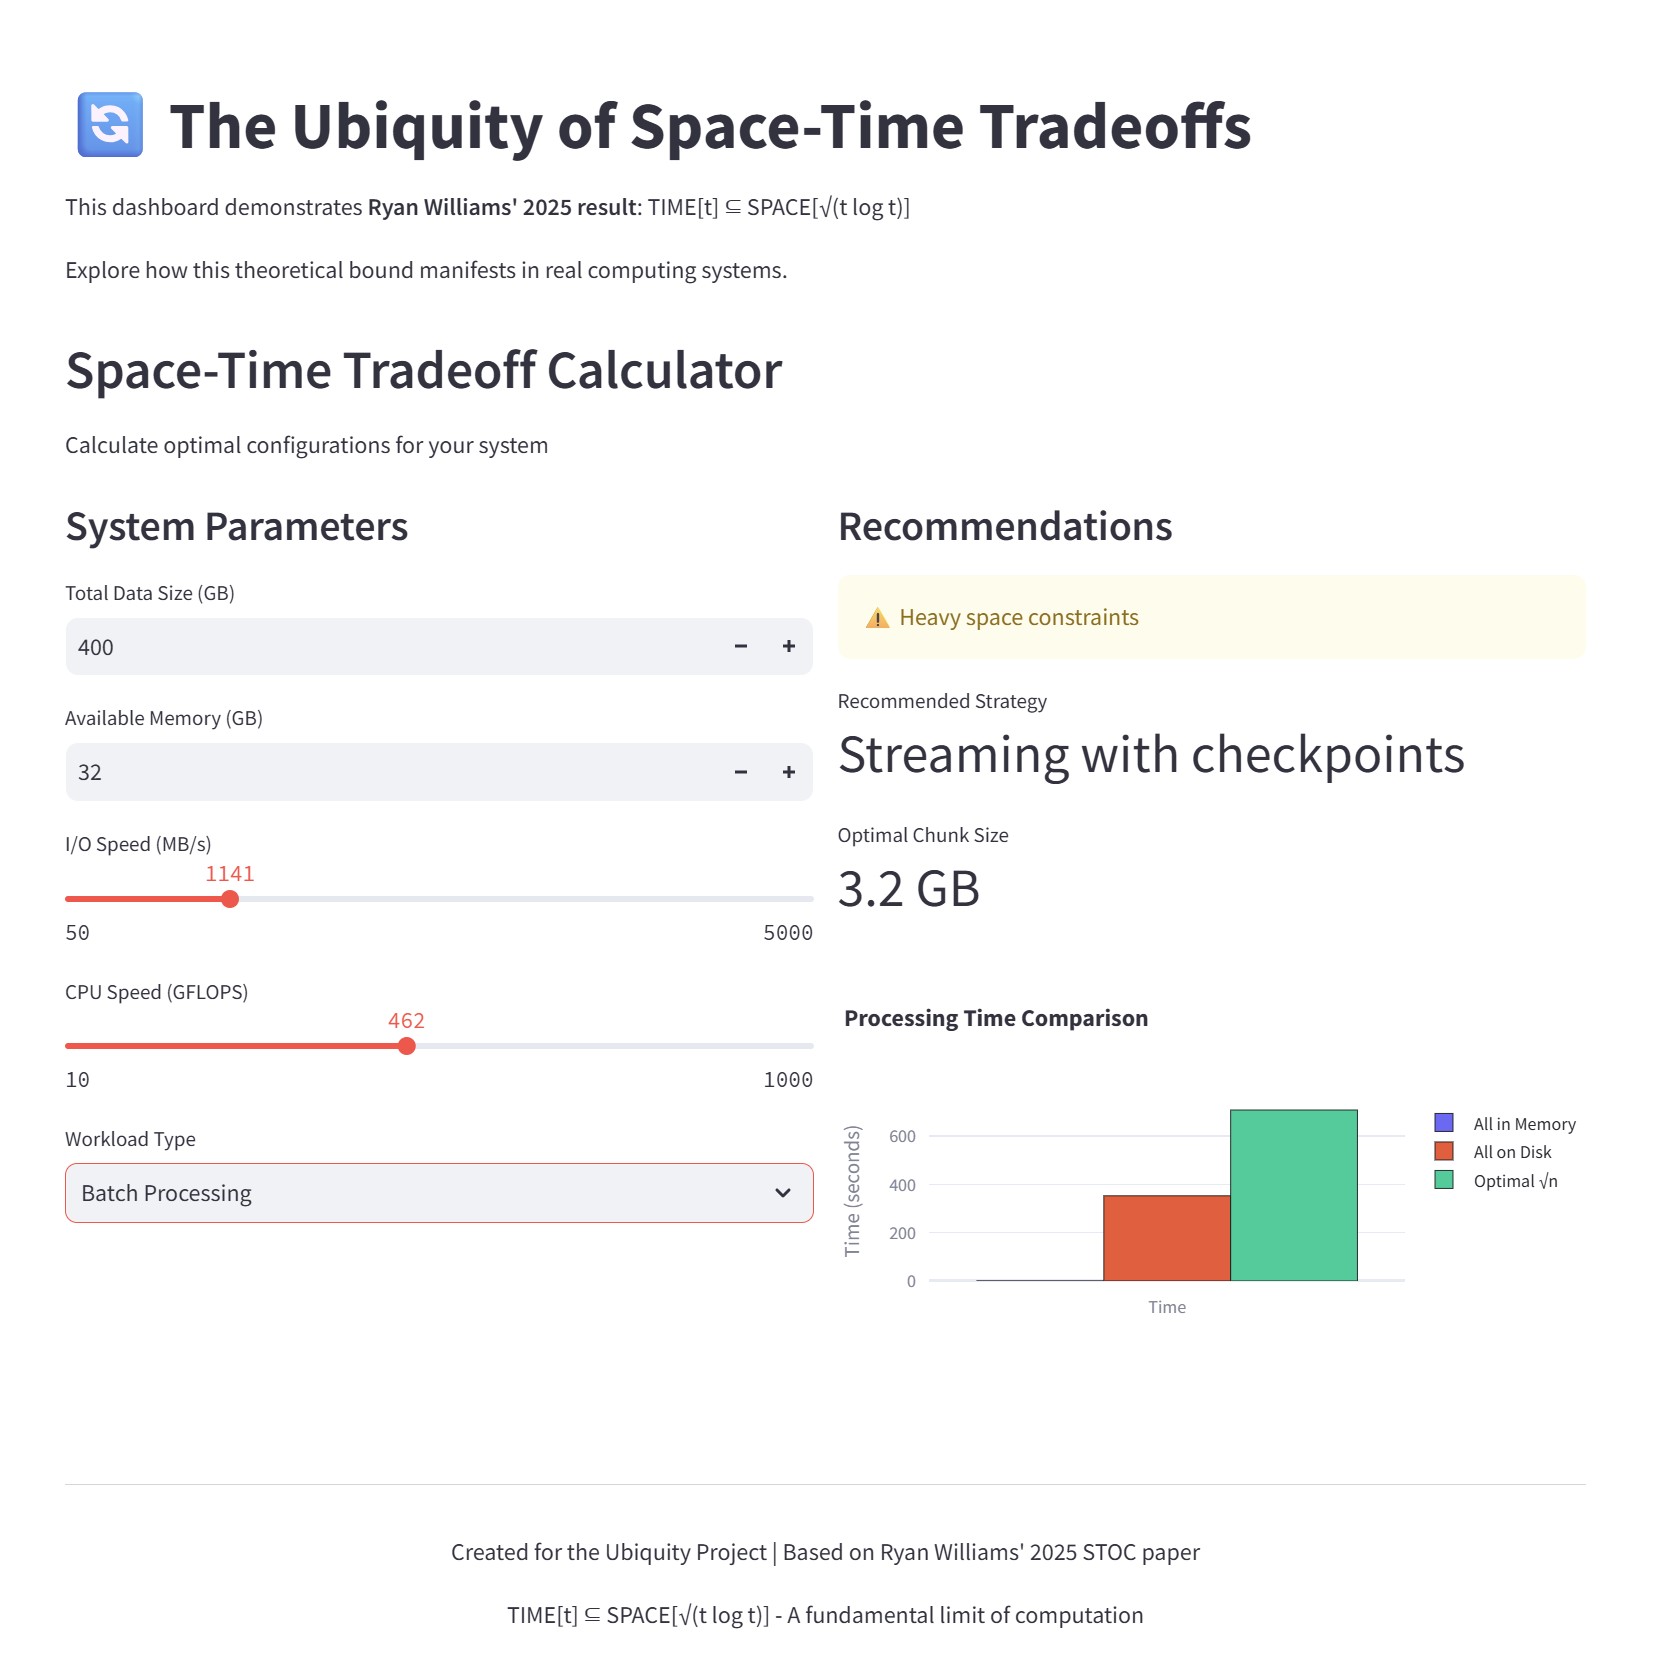 The Ubiquity of Space-Time Tradeoffs
This dashboard demonstrates Ryan Williams' 2025 result: TIME[t] ⊆ SPACE[√(t log t)]
Explore how this theoretical bound manifests in real computing systems.
Space-Time Tradeoff Calculator
Calculate optimal configurations for your system
System Parameters
Total Data Size (GB)
400
Available Memory (GB)
32
I/O Speed (MB/s)
1141
50
5000
CPU Speed (GFLOPS)
462
10
1000
Workload Type
Batch Processing
Recommendations
Heavy space constraints
Recommended Strategy
Streaming with checkpoints
Optimal Chunk Size
3.2 GB
Processing Time Comparison
Time (seconds)
600
400
200
0
Time
All in Memory
All on Disk
Optimal √n
Created for the Ubiquity Project | Based on Ryan Williams' 2025 STOC paper
TIME[t] ⊆ SPACE[√(t log t)] - A fundamental limit of computation